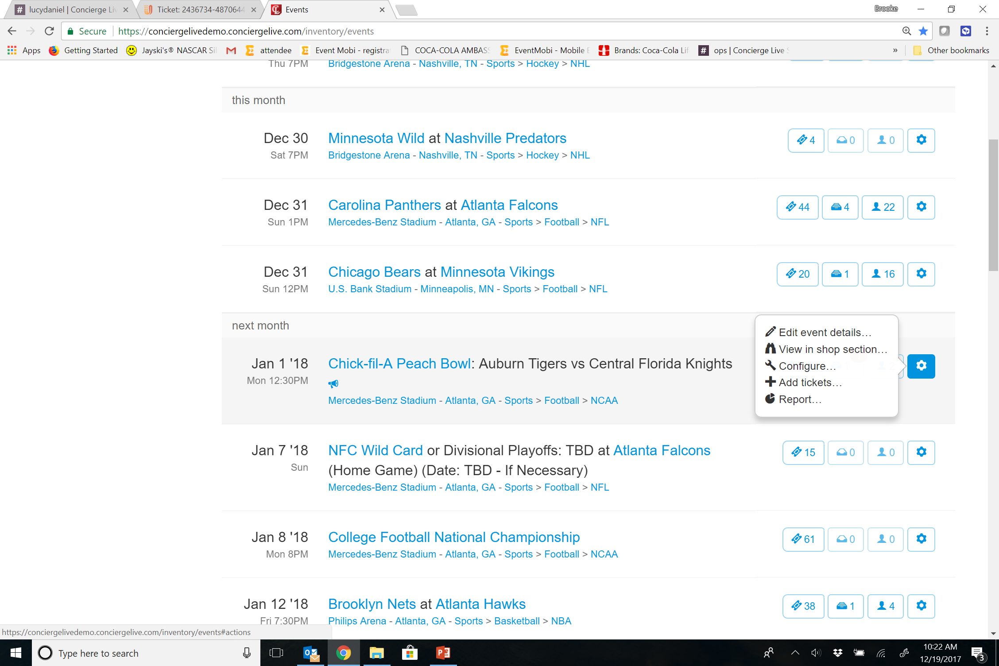 lucydaniel | Concierge Li
Ticket: 2436734-4870644
Events
Brooke
Secure
https://conciergelivedemo.conciergelive.com/inventory/events
Apps
Getting Started
Jayski's® NASCAR Sil
attendee
Event Mobi - registra
COCA-COLA AMBASS
EventMobi - Mobile E
Brands: Coca-Cola Lif
ops | Concierge Live S
»
Other bookmarks
Thu 7PM
Bridgestone Arena - Nashville, TN - Sports > Hockey > NHL
this month
Dec 30
Minnesota Wild at Nashville Predators
4
0
0
Sat 7PM
Bridgestone Arena - Nashville, TN - Sports > Hockey > NHL
Dec 31
Carolina Panthers at Atlanta Falcons
44
4
22
Sun 1PM
Mercedes-Benz Stadium - Atlanta, GA - Sports > Football > NFL
Dec 31
Chicago Bears at Minnesota Vikings
20
1
16
Sun 12PM
U.S. Bank Stadium - Minneapolis, MN - Sports > Football > NFL
next month
Edit event details…
View in shop section…
Configure…
Add tickets…
Report…
Jan 1 '18
Chick-fil-A Peach Bowl: Auburn Tigers vs Central Florida Knights
Mon 12:30PM
Mercedes-Benz Stadium - Atlanta, GA - Sports > Football > NCAA
Jan 7 '18
NFC Wild Card or Divisional Playoffs: TBD at Atlanta Falcons
(Home Game) (Date: TBD - If Necessary)
15
0
0
Sun
Mercedes-Benz Stadium - Atlanta, GA - Sports > Football > NFL
Jan 8 '18
College Football National Championship
61
0
0
Mon 8PM
Mercedes-Benz Stadium - Atlanta, GA - Sports > Football > NCAA
Jan 12 '18
Brooklyn Nets at Atlanta Hawks
38
1
4
Fri 7:30PM
Philips Arena - Atlanta, GA - Sports > Basketball > NBA
https://conciergelivedemo.conciergelive.com/inventory/events#actions
Type here to search
10:22 AM
12/19/2017
3